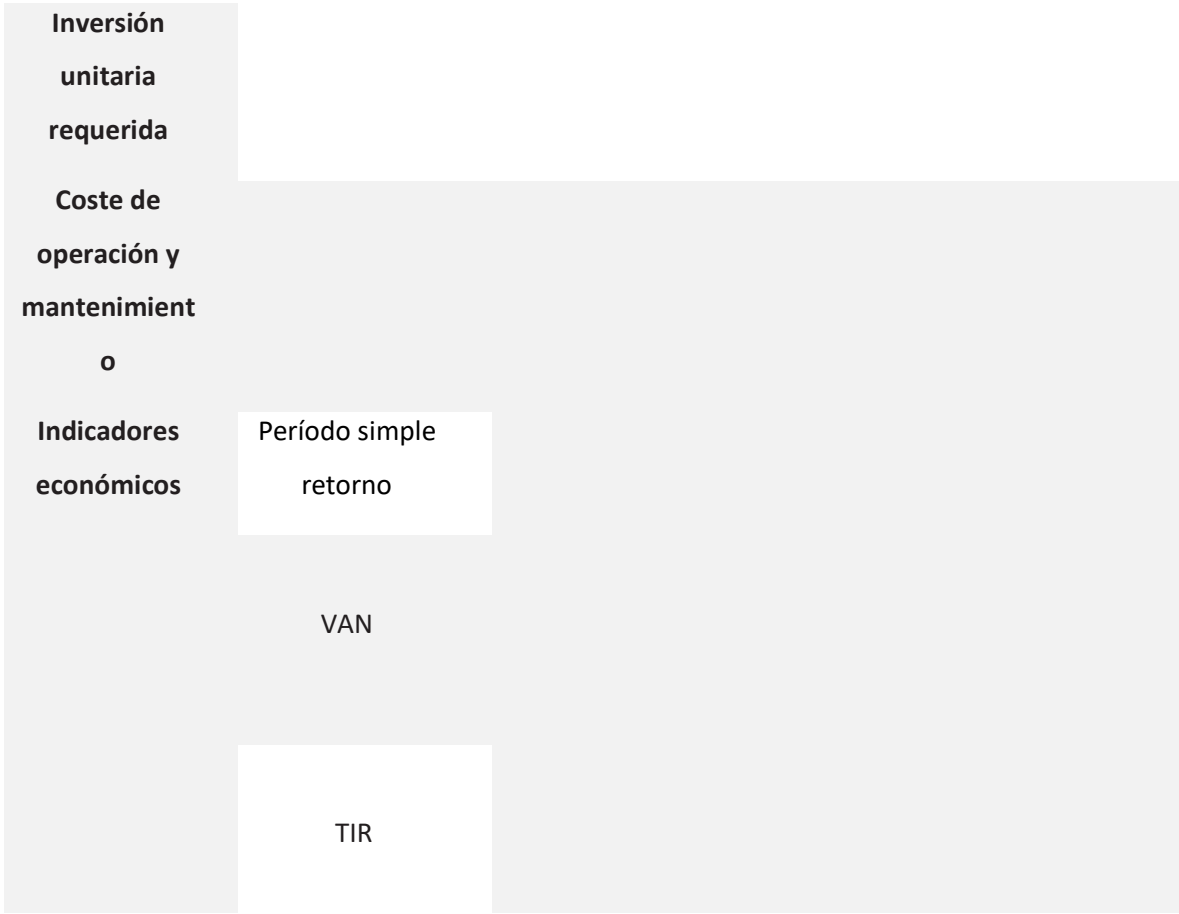 Inversión
unitaria
requerida
Coste de
operación y
mantenimient
o
Indicadores
económicos
Período simple
retorno
VAN
TIR